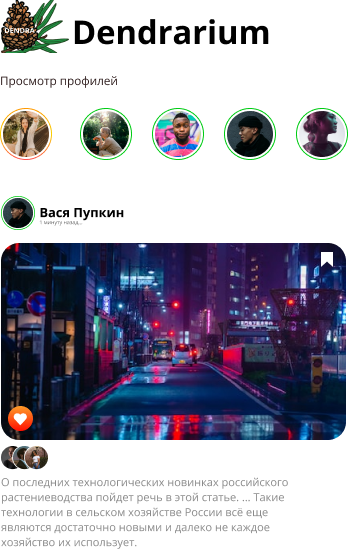 DENDRA
Dendrarium
Просмотр профилей
Вася Пупкин
1 минуту назад...
О последних технологических новинках российского
растениеводства пойдет речь в этой статье. ... Такие
технологии в сельском хозяйстве России всё еще
являются достаточно новыми и далеко не каждое
хозяйство их использует.